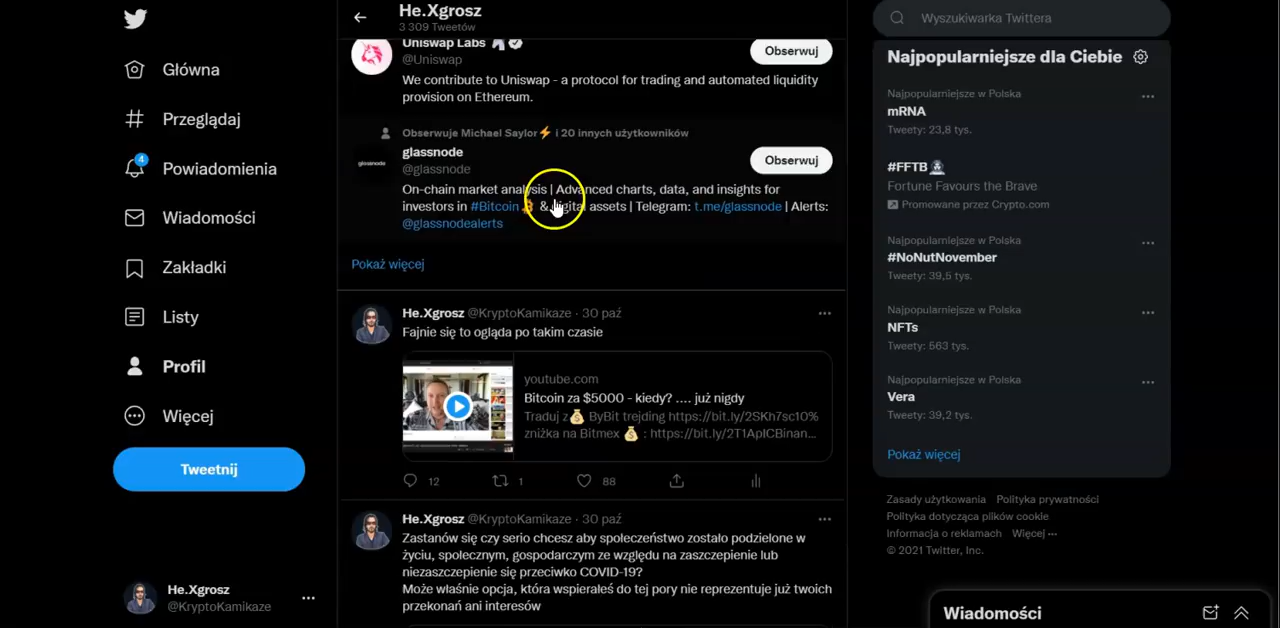 Główna
Przeglądaj
4
Powiadomienia
Wiadomości
Zakładki
Listy
Profil
Więcej
Tweetnij
He.Xgrosz
@KryptoKamikaze
He.Xgrosz
3 309 Tweetów
Uniswap Labs
@Uniswap
Obserwuj
We contribute to Uniswap - a protocol for trading and automated liquidity
provision on Ethereum.
Obserwuje Michael Saylor⚡ i 20 innych użytkowników
glassnode
glassnode
@glassnode
Obserwuj
On-chain market analysis | Advanced charts, data, and insights for
investors in #Bitcoin & digital assets | Telegram: t.me/glassnode | Alerts:
@glassnodealerts
Pokaż więcej
He.Xgrosz @KryptoKamikaze · 30 paź
Fajnie się to ogląda po takim czasie
youtube.com
Bitcoin za $5000 - kiedy? .... już nigdy
Traduj z💰 ByBit trejding https://bit.ly/2SKh7sc10%
zniżka na Bitmex 💰 : https://bit.ly/2T1ApICBinan...
12 1 88
He.Xgrosz @KryptoKamikaze · 30 paź
Zastanów się czy serio chcesz aby społeczeństwo zostało podzielone w
życiu, społecznym, gospodarczym ze względu na zaszczepienie lub
niezaszczepienie się przeciwko COVID-19?
Może właśnie opcja, która wspierałeś do tej pory nie reprezentuje już twoich
przekonań ani interesów
Wyszukiwarka Twittera
Najpopularniejsze dla Ciebie
Najpopularniejsze w Polska
mRNA
Tweety: 23,8 tys.
#FFTB
Fortune Favours the Brave
Promowane przez Crypto.com
Najpopularniejsze w Polska
#NoNutNovember
Tweety: 39,5 tys.
Najpopularniejsze w Polska
NFTs
Tweety: 563 tys.
Najpopularniejsze w Polska
Vera
Tweety: 39,2 tys.
Pokaż więcej
Zasady użytkowania Polityka prywatności
Polityka dotycząca plików cookie
Informacja o reklamach Więcej ···
© 2021 Twitter, Inc.
Wiadomości